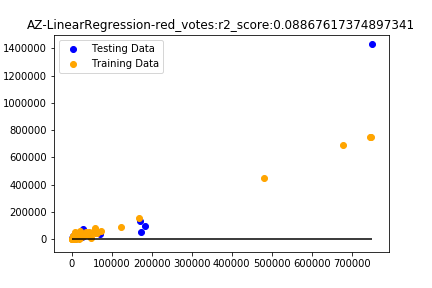 AZ-LinearRegression-red_votes:r2_score:0.08867617374897341
Testing Data
Training Data
1400000
1200000
1000000
800000
600000
400000
200000
0
0 100000 200000 300000 400000 500000 600000 700000